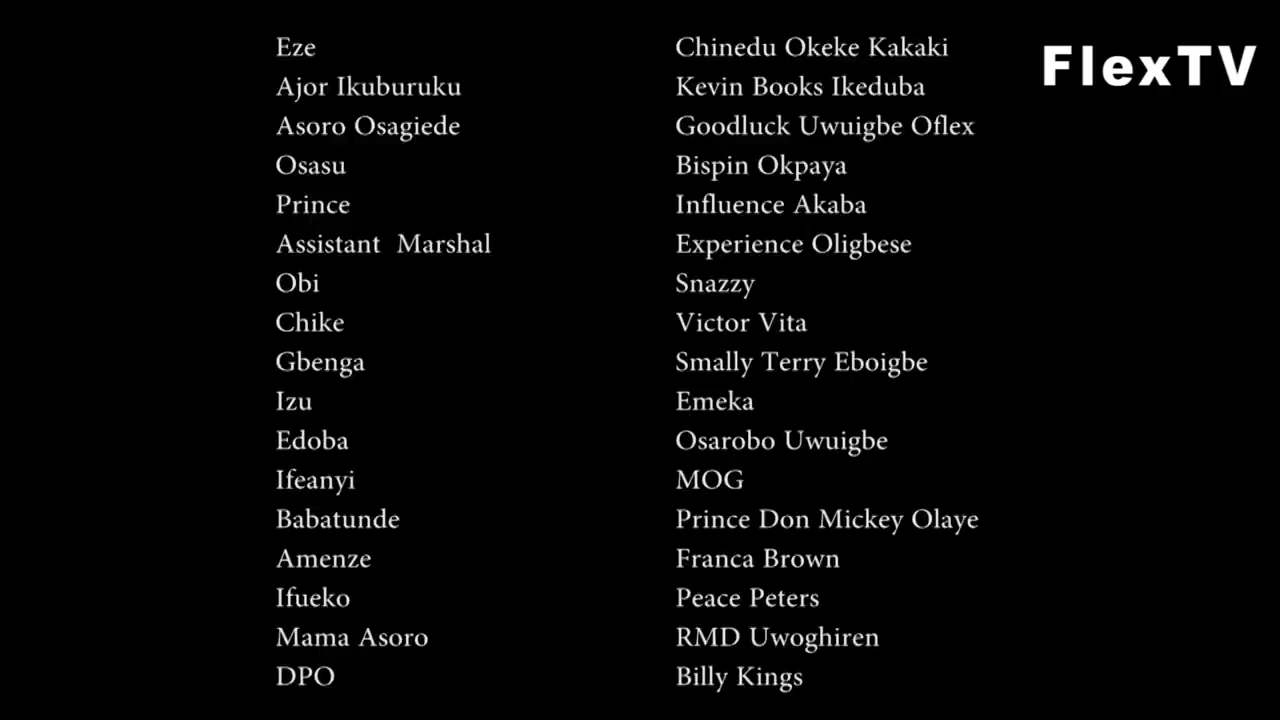 Eze Chinedu Okeke Kakaki
Ajor Ikuburuku Kevin Books Ikeduba
Asoro Osagiede Goodluck Uwuigbe Oflex
Osasu Bispin Okpaya
Prince Influence Akaba
Assistant Marshal Experience Oligbese
Obi Snazzy
Chike Victor Vita
Gbenga Smally Terry Eboigbe
Izu Emeka
Edoba Osarobo Uwuigbe
Ifeanyi MOG
Babatunde Prince Don Mickey Olaye
Amenze Franca Brown
Ifueko Peace Peters
Mama Asoro RMD Uwoghiren
DPO Billy Kings
FlexTV